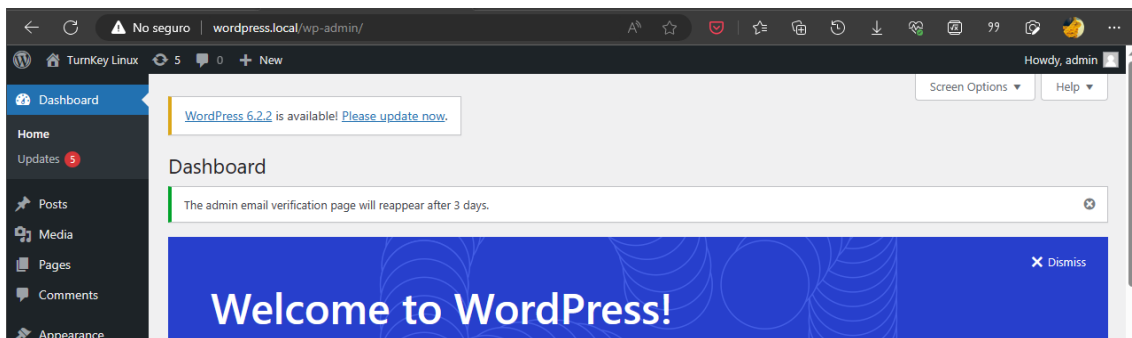 No seguro wordpress.local/wp-admin/
TurnKey Linux 5 0 + New Howdy, admin
Dashboard
Home
Updates 5
Posts
Media
Pages
Comments
Appearance
Screen Options Help
WordPress 6.2.2 is available! Please update now.
Dashboard
The admin email verification page will reappear after 3 days.
Dismiss
Welcome to WordPress!